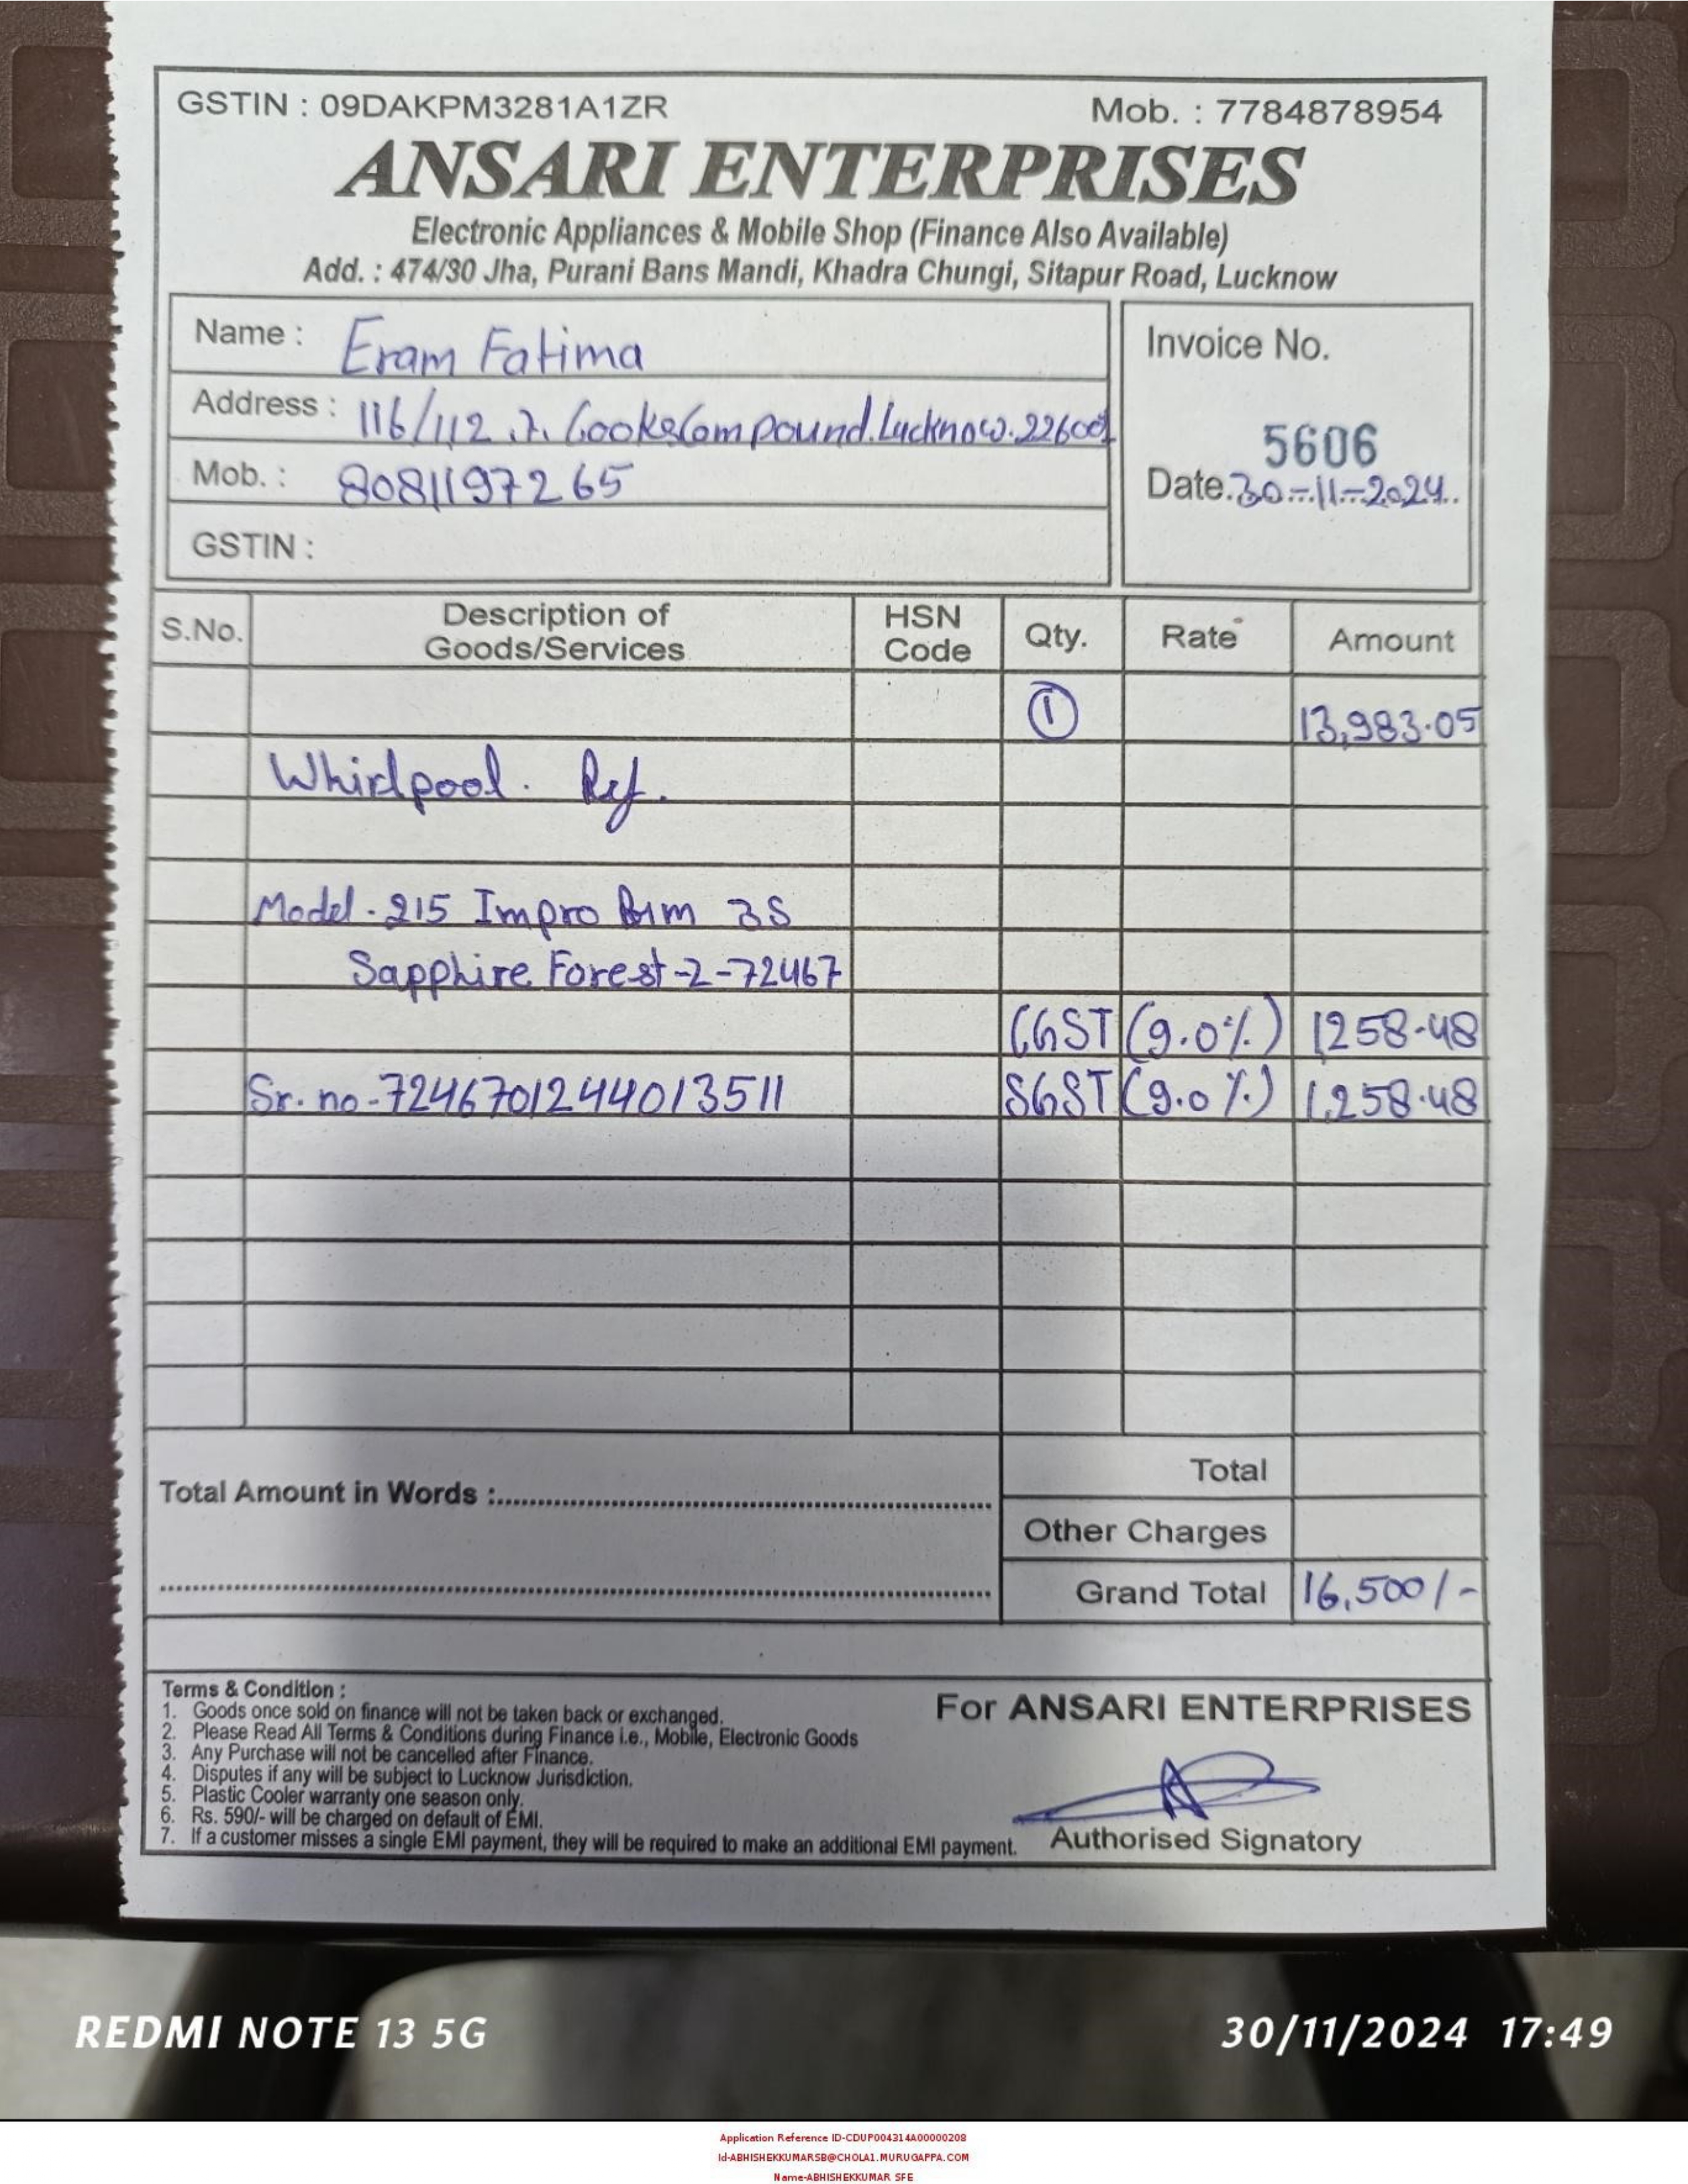 GSTIN : 09DAKPM3281A1ZR Mob. : 7784878954
ANSARI ENTERPRISES
Electronic Appliances & Mobile Shop (Finance Also Available)
Add. : 474/30 Jha, Purani Bans Mandi, Khadra Chungi, Sitapur Road, Lucknow
Name : Eram Fatima
Address : 116/112 Cooks Compound. Lucknow. 226001
Mob. : 8081197265
GSTIN :
Invoice No.
5606
Date. 30-11-2024
S.No. Description of Goods/Services HSN Code Qty. Rate Amount
1 13,983.05
Whirlpool. Ref.
Model - 215 Impro Prm 3S
Sapphire Forest-2-72467
CGST (9.0%) 1258.48
Sr. no - 7246701244013511 SGST (9.0%) 1,258.48
Total
Total Amount in Words :
Other Charges
Grand Total 16,500/-
Terms & Condition :
1. Goods once sold on finance will not be taken back or exchanged.
2. Please Read All Terms & Conditions during Finance i.e., Mobile, Electronic Goods
3. Any Purchase will not be cancelled after Finance.
4. Disputes if any will be subject to Lucknow Jurisdiction.
5. Plastic Cooler warranty one season only.
6. Rs. 590/- will be charged on default of EMI.
7. If a customer misses a single EMI payment, they will be required to make an additional EMI payment.
For ANSARI ENTERPRISES
Authorised Signatory
REDMI NOTE 13 5G 30/11/2024 17:49
Application Reference ID-CDUP004314A00000208
Id-ABHISHEKKUMARSB@CHOLA1.MURUGAPPA.COM
Name-ABHISHEKKUMAR SFE